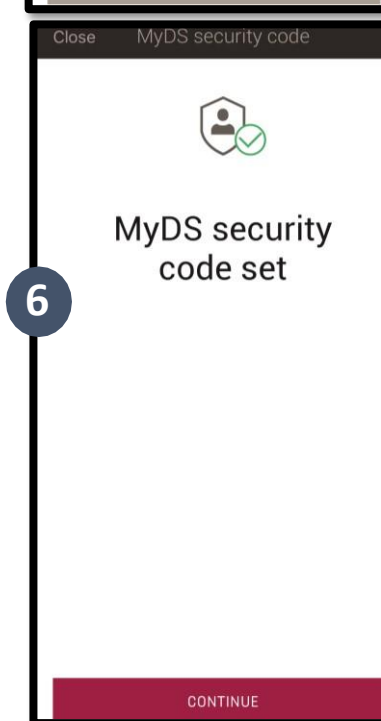 Close MyDS security code
MyDS security
code set
6
CONTINUE